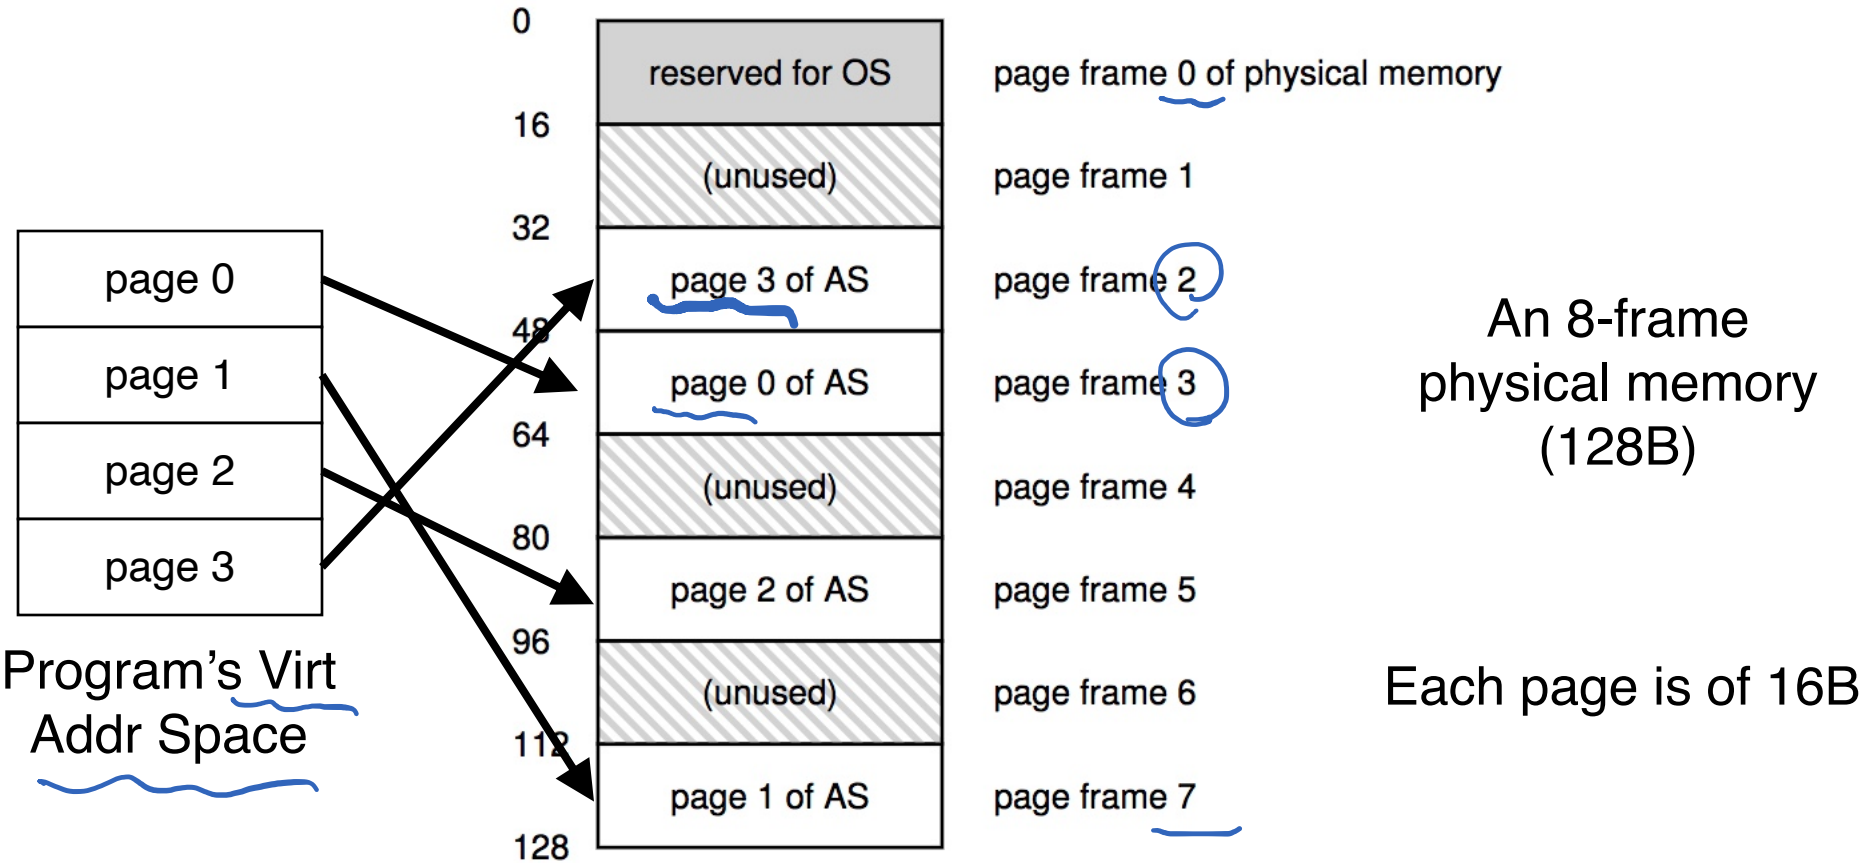 0
reserved for OS
page frame 0 of physical memory
16
(unused)
page frame 1
32
page 3 of AS
page frame 2
48
page 0 of AS
page frame 3
64
(unused)
page frame 4
80
page 2 of AS
page frame 5
96
(unused)
page frame 6
112
page 1 of AS
page frame 7
128
page 0
page 1
page 2
page 3
Program's Virt
Addr Space
An 8-frame
physical memory
(128B)
Each page is of 16B